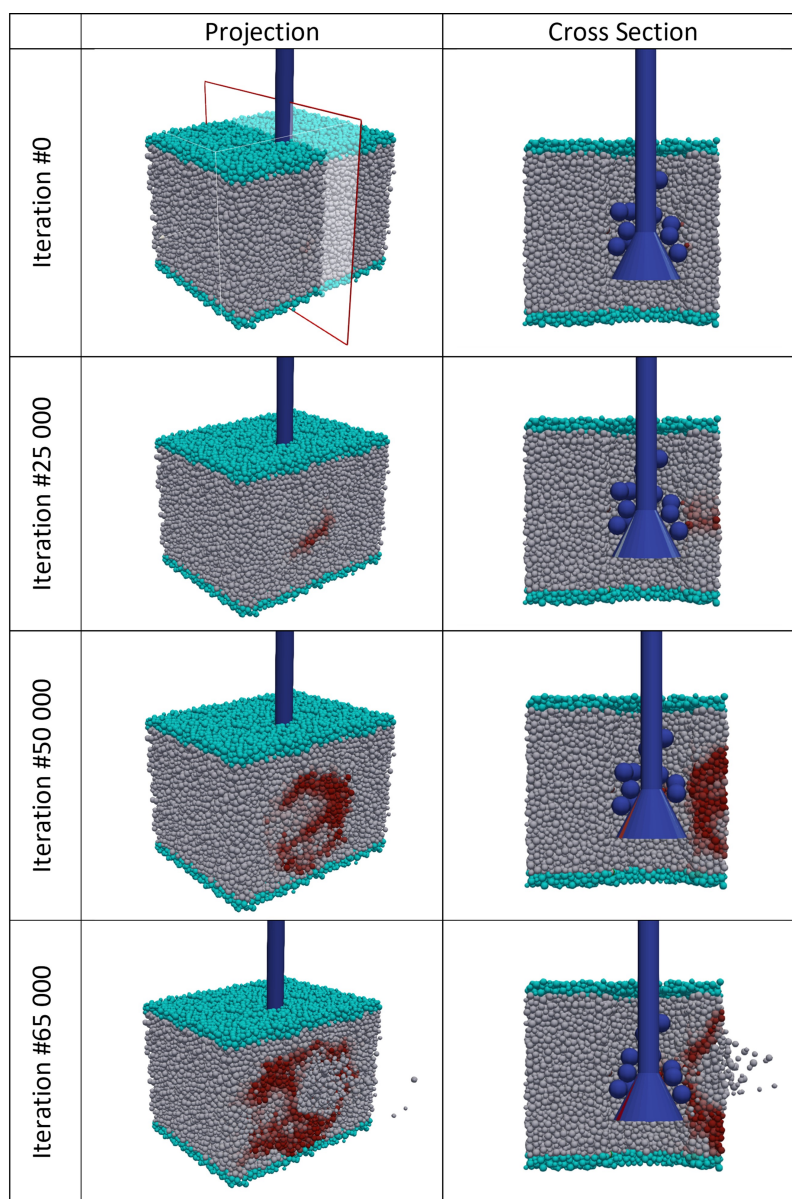 Projection
Cross Section
Iteration #0
Iteration #25 000
Iteration #50 000
Iteration #65 000